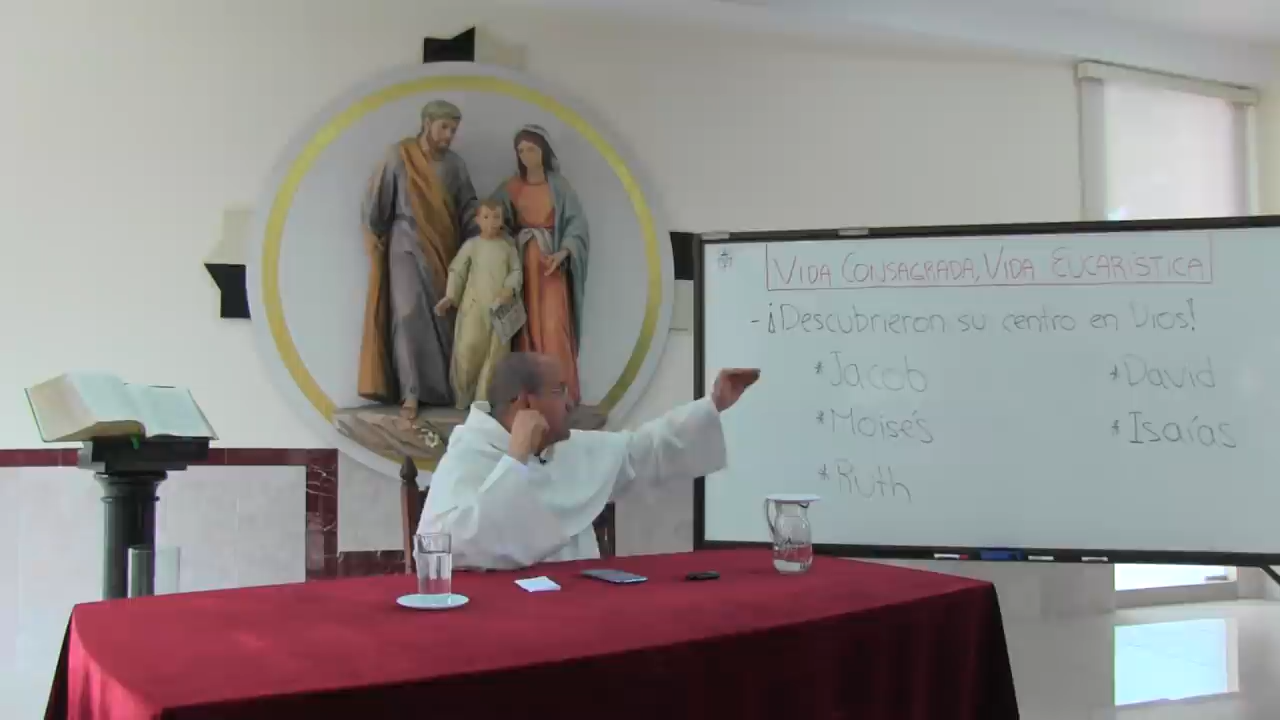 VIDA CONSAGRADA, VIDA EUCARÍSTICA
-¡Descubrieron su centro en Dios!
*Jacob
*Moisés
*Ruth
*David
*Isaías